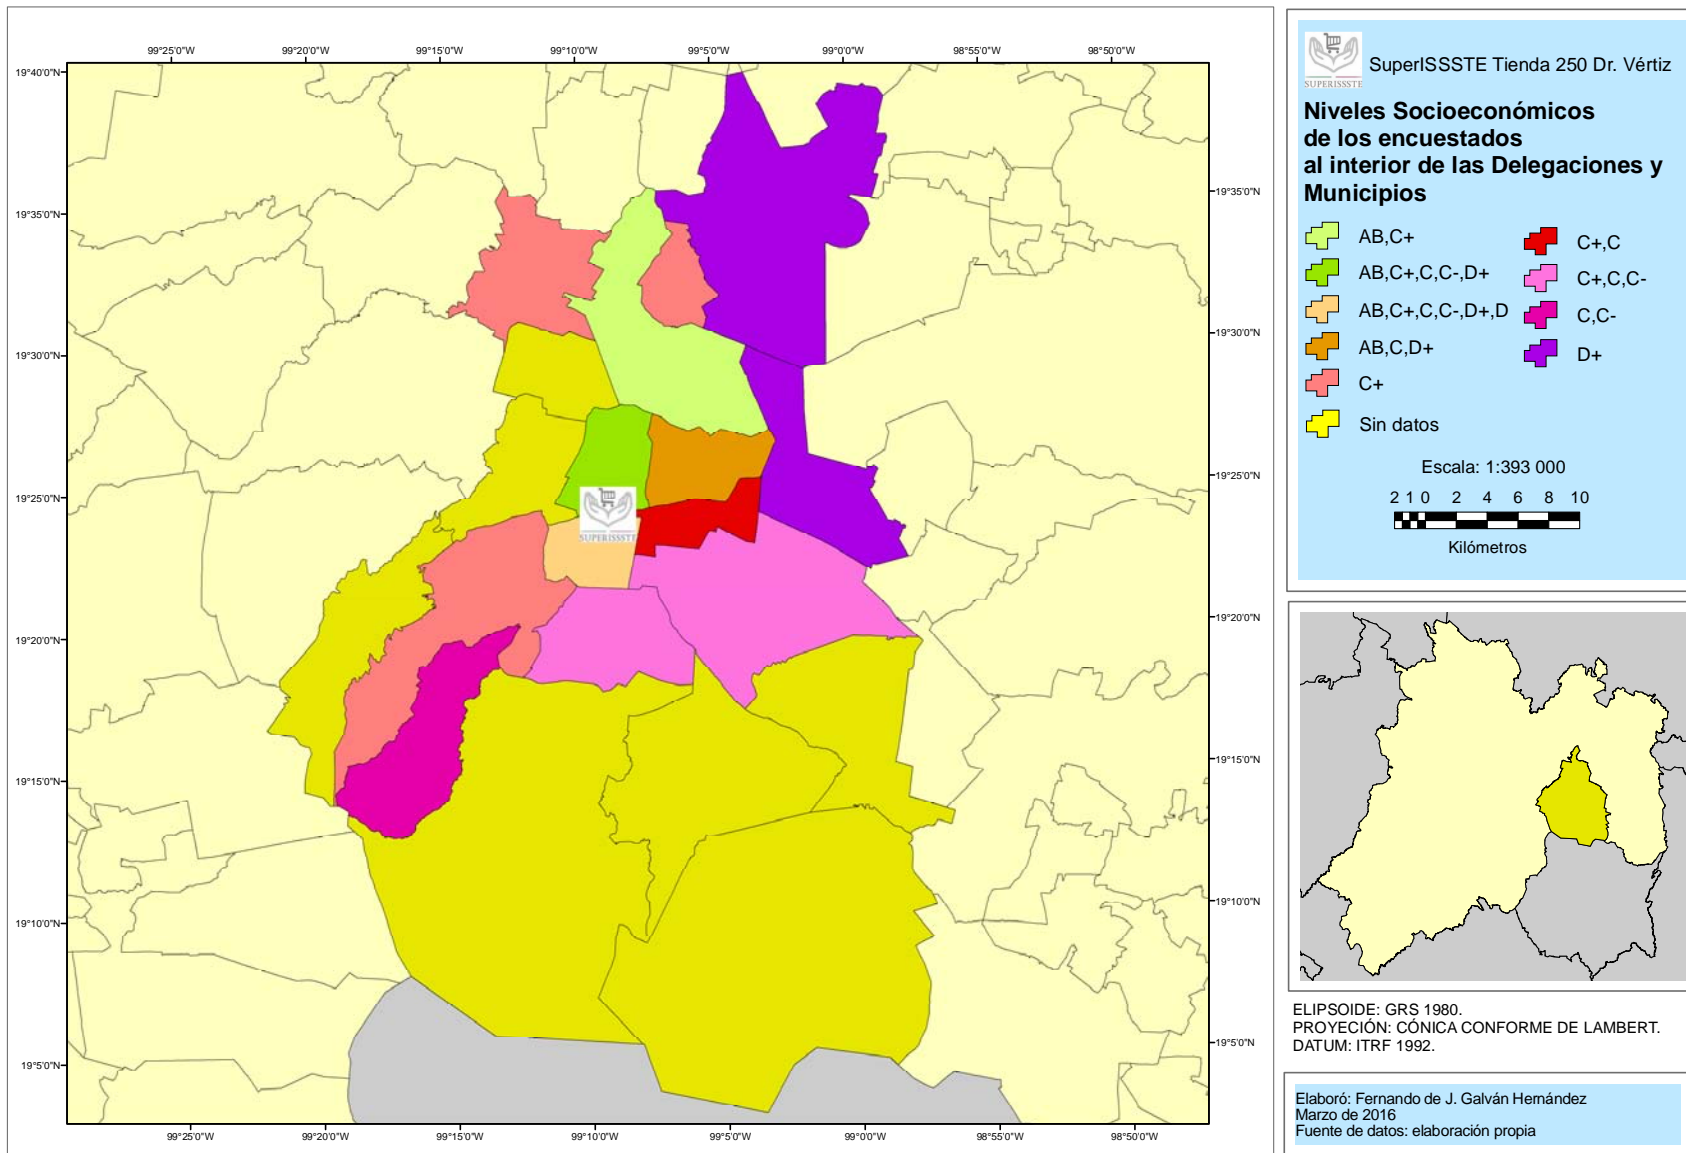 99°25'0"W 99°20'0"W 99°15'0"W 99°10'0"W 99°5'0"W 99°0'0"W 98°55'0"W 98°50'0"W
19°40'0"N
19°35'0"N
19°30'0"N
19°25'0"N
19°20'0"N
19°15'0"N
19°10'0"N
19°5'0"N
SUPERISSSTE
19°35'0"N
19°30'0"N
19°25'0"N
19°20'0"N
19°15'0"N
19°10'0"N
19°5'0"N
99°25'0"W 99°20'0"W 99°15'0"W 99°10'0"W 99°5'0"W 99°0'0"W 98°55'0"W 98°50'0"W
SUPERISSSTE
SuperISSSTE Tienda 250 Dr. Vértiz
Niveles Socioeconómicos
de los encuestados
al interior de las Delegaciones y
Municipios
AB,C+
AB,C+,C,C-,D+
AB,C+,C,C-,D+,D
AB,C,D+
C+
Sin datos
C+,C
C+,C,C-
C,C-
D+
Escala: 1:393 000
2 1 0 2 4 6 8 10
Kilómetros
ELIPSOIDE: GRS 1980.
PROYECIÓN: CÓNICA CONFORME DE LAMBERT.
DATUM: ITRF 1992.
Elaboró: Fernando de J. Galván Hernández
Marzo de 2016
Fuente de datos: elaboración propia